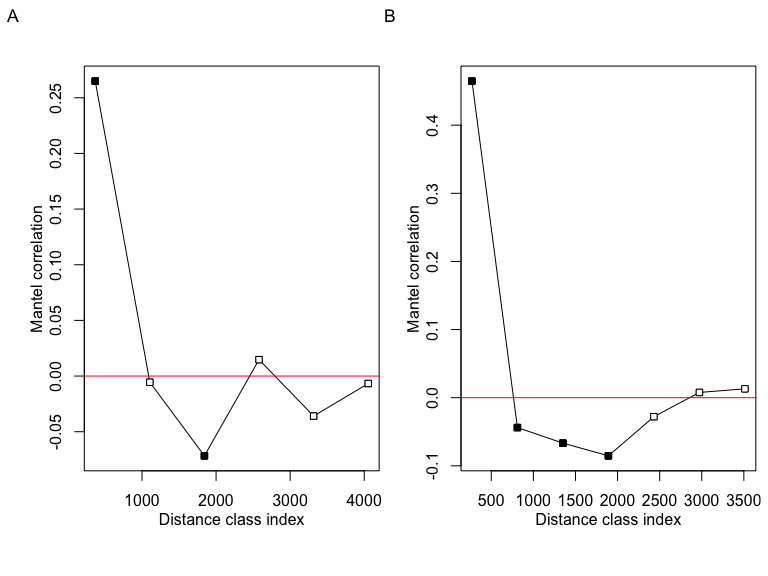 A
Mantel correlation
0.25
0.20
0.15
0.10
0.05
0.00
-0.05
1000 2000 3000 4000
Distance class index
B
Mantel correlation
0.4
0.3
0.2
0.1
0.0
-0.1
500 1000 1500 2000 2500 3000 3500
Distance class index